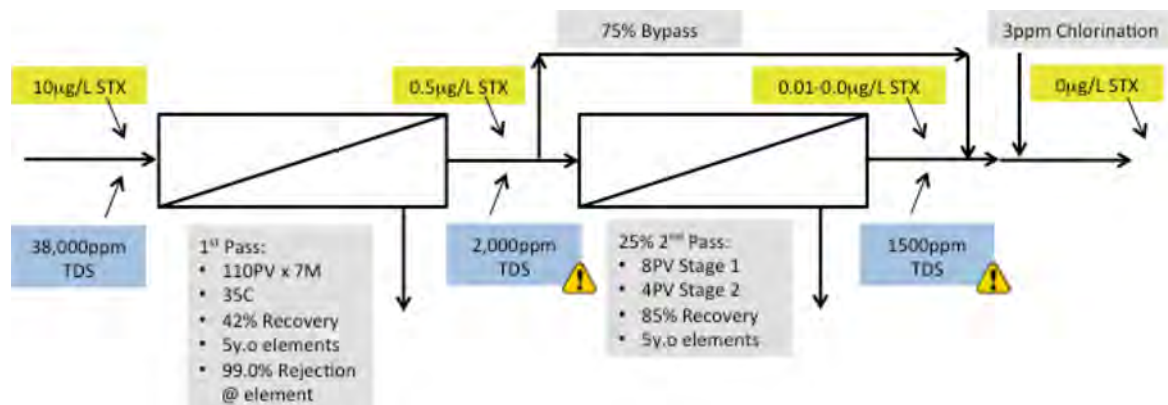 75% Bypass
3ppm Chlorination
10µg/L STX
0.5µg/L STX
0.01-0.0µg/L STX
0µg/L STX
38,000ppm
TDS
1st Pass:
• 110PV x 7M
• 35C
• 42% Recovery
• 5y.o elements
• 99.0% Rejection
@ element
2,000ppm
TDS
25% 2nd Pass:
• 8PV Stage 1
• 4PV Stage 2
• 85% Recovery
• 5y.o elements
1500ppm
TDS